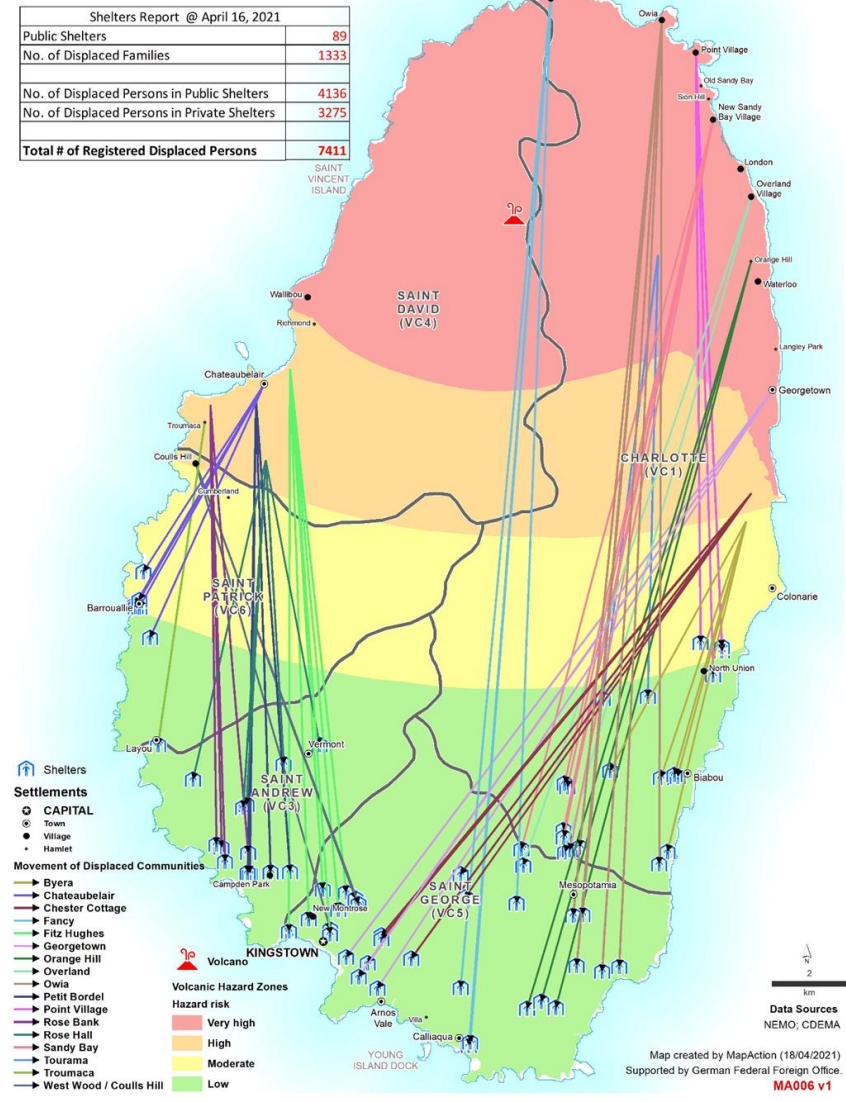 Shelters Report @ April 16, 2021
Public Shelters 89
No. of Displaced Families 1333
No. of Displaced Persons in Public Shelters 4136
No. of Displaced Persons in Private Shelters 3275
Total # of Registered Displaced Persons 7411
SAINT
VINCENT
ISLAND
Owia
Point Village
Old Sandy Bay
Sion Hill
New Sandy
Bay Village
London
Overland
Village
Orange Hill
Waterloo
Wallibou
SAINT
DAVID
(VC4)
Richmond
Langley Park
Chateaubelair
Georgetown
Troumaca
Coulls Hill
CHARLOTTE
(VC1)
Cumberland
SAINT
PATRICK
(VC6)
Barrouallie
Colonarie
North Union
Layou
Vermont
Biabou
SAINT
ANDREW
(VC3)
Campden Park
Mesopotamia
SAINT
GEORGE
(VC5)
New Montrose
KINGSTOWN
Arnos
Vale
Villa
Calliaqua
YOUNG
ISLAND DOCK
Shelters
Settlements
CAPITAL
Town
Village
Hamlet
Movement of Displaced Communities
Byera
Chateaubelair
Chester Cottage
Fancy
Fitz Hughes
Georgetown
Orange Hill
Overland
Owia
Petit Bordel
Point Village
Rose Bank
Rose Hall
Sandy Bay
Tourama
Troumaca
West Wood / Coulls Hill
Volcano
Volcanic Hazard Zones
Hazard risk
Very high
High
Moderate
Low
N
2
km
Data Sources
NEMO; CDEMA
Map created by MapAction (18/04/2021)
Supported by German Federal Foreign Office.
MA006 v1